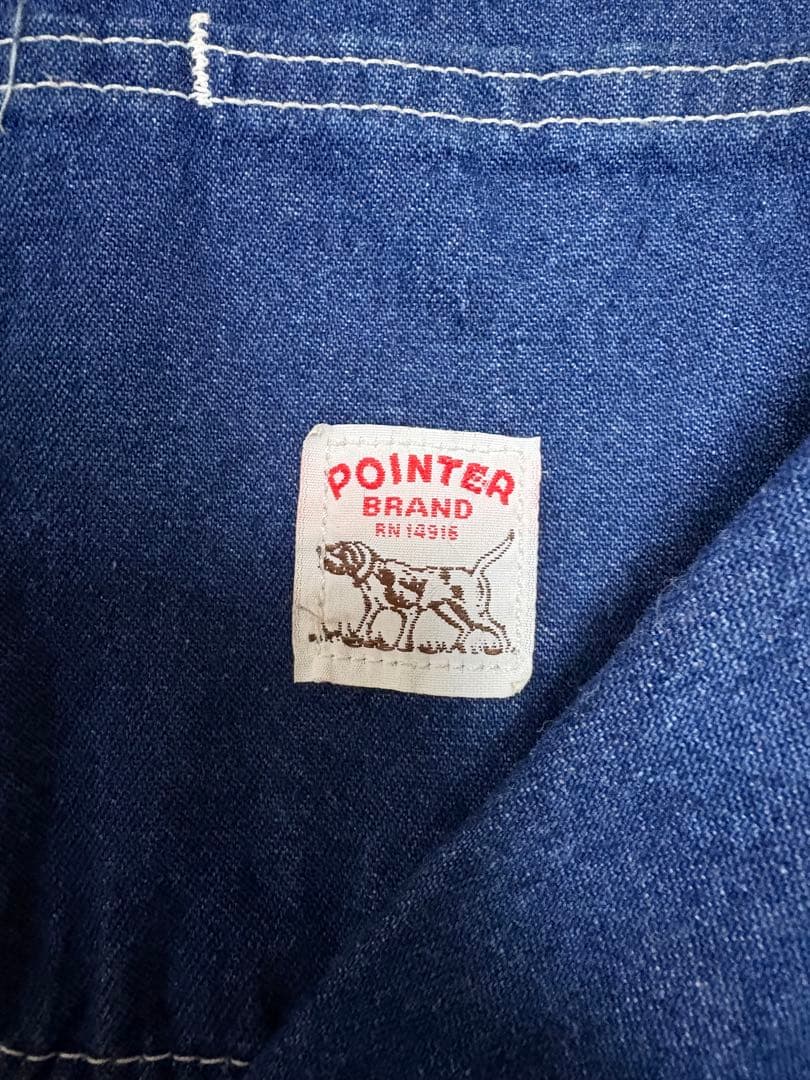 POINTER
BRAND
RN 14916